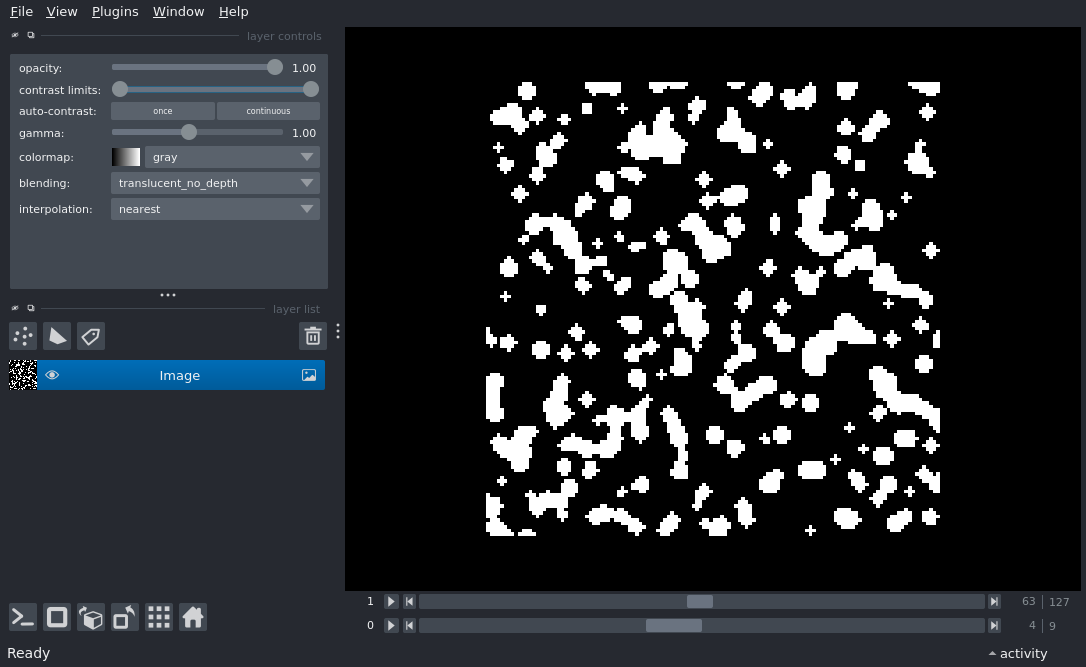 File View Plugins Window Help
layer controls
opacity: 1.00
contrast limits:
auto-contrast: once continuous
gamma: 1.00
colormap: gray
blending: translucent_no_depth
interpolation: nearest
layer list
Image
1 63 127
0 4 9
Ready activity